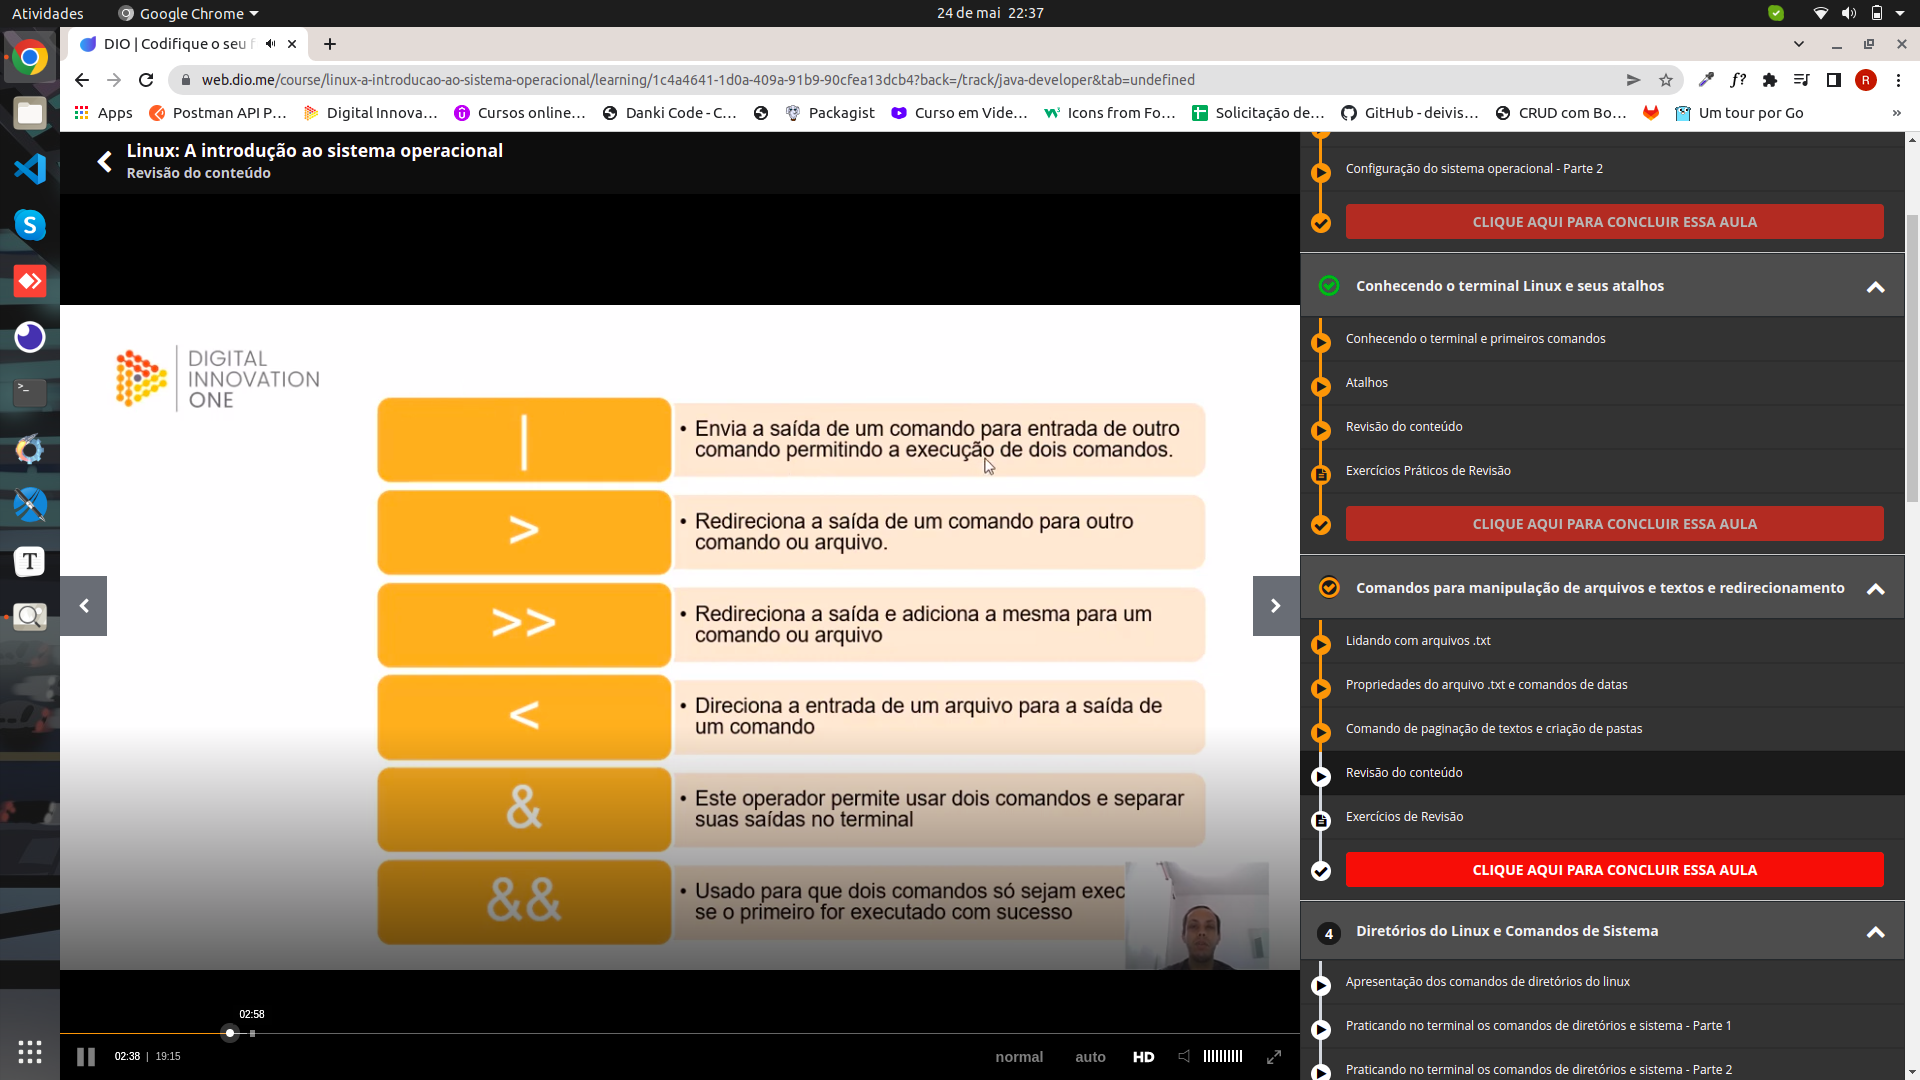 Atividades
Google Chrome
24 de mai 22:37
DIO | Codifique o seu f
web.dio.me/course/linux-a-introducao-ao-sistema-operacional/learning/1c4a4641-1d0a-409a-91b9-90cfea13dcb4?back=/track/java-developer&tab=undefined
f?
R
Apps
Postman API P...
Digital Innova...
Cursos online...
Danki Code - C...
Packagist
Curso em Vide...
Icons from Fo...
Solicitação de...
GitHub - deivis...
CRUD com Bo...
Um tour por Go
»
Linux: A introdução ao sistema operacional
Revisão do conteúdo
DIGITAL
INNOVATION
ONE
|
• Envia a saída de um comando para entrada de outro
comando permitindo a execução de dois comandos.
>
• Redireciona a saída de um comando para outro
comando ou arquivo.
>>
• Redireciona a saída e adiciona a mesma para um
comando ou arquivo
<
• Direciona a entrada de um arquivo para a saída de
um comando
&
• Este operador permite usar dois comandos e separar
suas saídas no terminal
&&
• Usado para que dois comandos só sejam exec
se o primeiro for executado com sucesso
02:58
02:38 | 19:15
normal
auto
HD
Configuração do sistema operacional - Parte 2
CLIQUE AQUI PARA CONCLUIR ESSA AULA
Conhecendo o terminal Linux e seus atalhos
Conhecendo o terminal e primeiros comandos
Atalhos
Revisão do conteúdo
Exercícios Práticos de Revisão
CLIQUE AQUI PARA CONCLUIR ESSA AULA
Comandos para manipulação de arquivos e textos e redirecionamento
Lidando com arquivos .txt
Propriedades do arquivo .txt e comandos de datas
Comando de paginação de textos e criação de pastas
Revisão do conteúdo
Exercícios de Revisão
CLIQUE AQUI PARA CONCLUIR ESSA AULA
4
Diretórios do Linux e Comandos de Sistema
Apresentação dos comandos de diretórios do linux
Praticando no terminal os comandos de diretórios e sistema - Parte 1
Praticando no terminal os comandos de diretórios e sistema - Parte 2